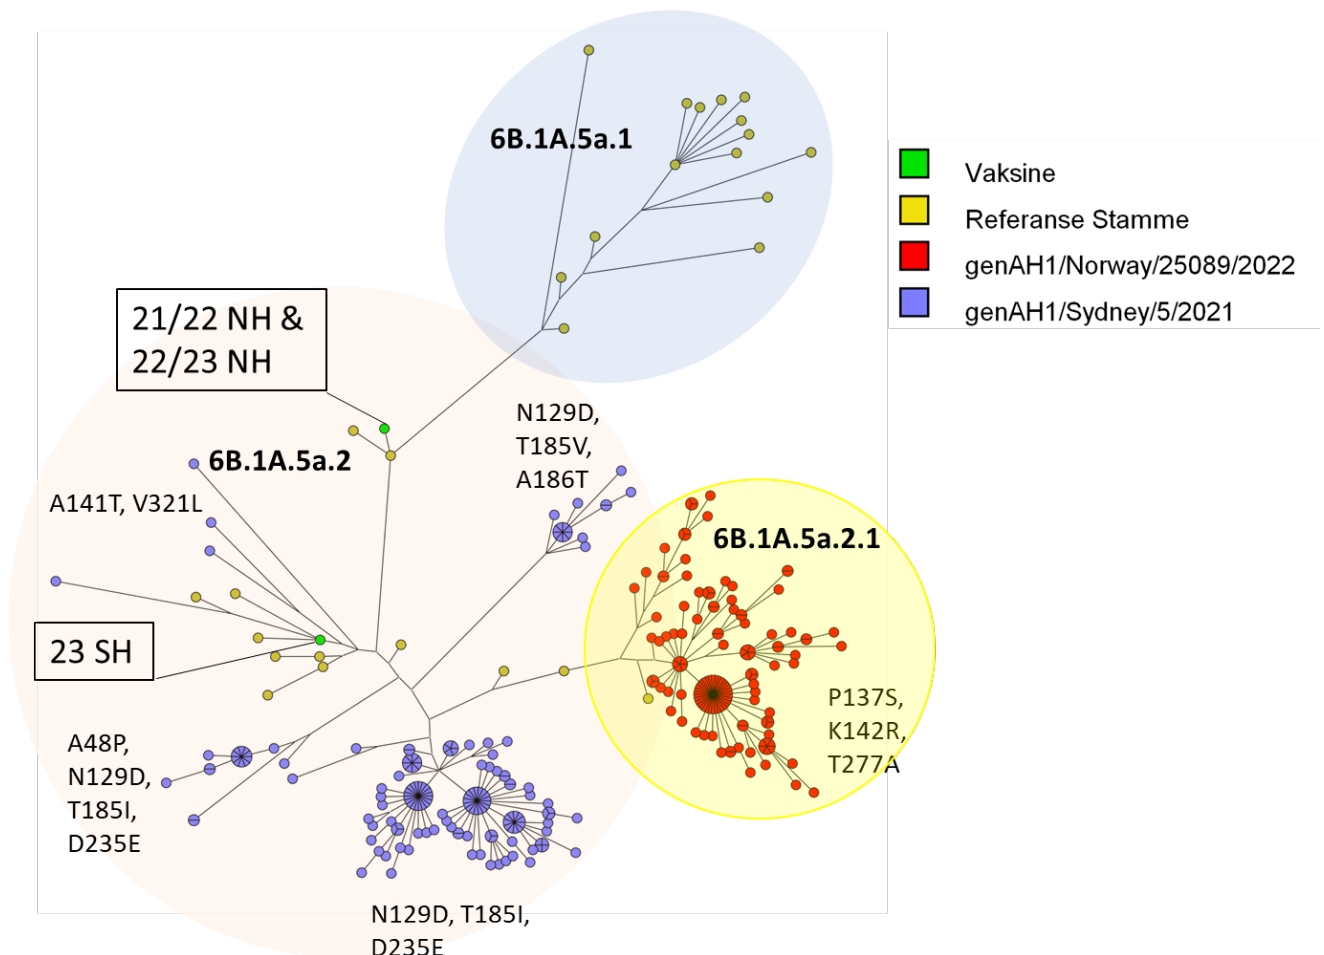 6B.1A.5a.1
Vaksine
Referanse Stamme
genAH1/Norway/25089/2022
genAH1/Sydney/5/2021
21/22 NH &
22/23 NH
N129D,
T185V,
A186T
6B.1A.5a.2
A141T, V321L
6B.1A.5a.2.1
23 SH
P137S,
K142R,
T277A
A48P,
N129D,
T185I,
D235E
N129D, T185I,
D235E